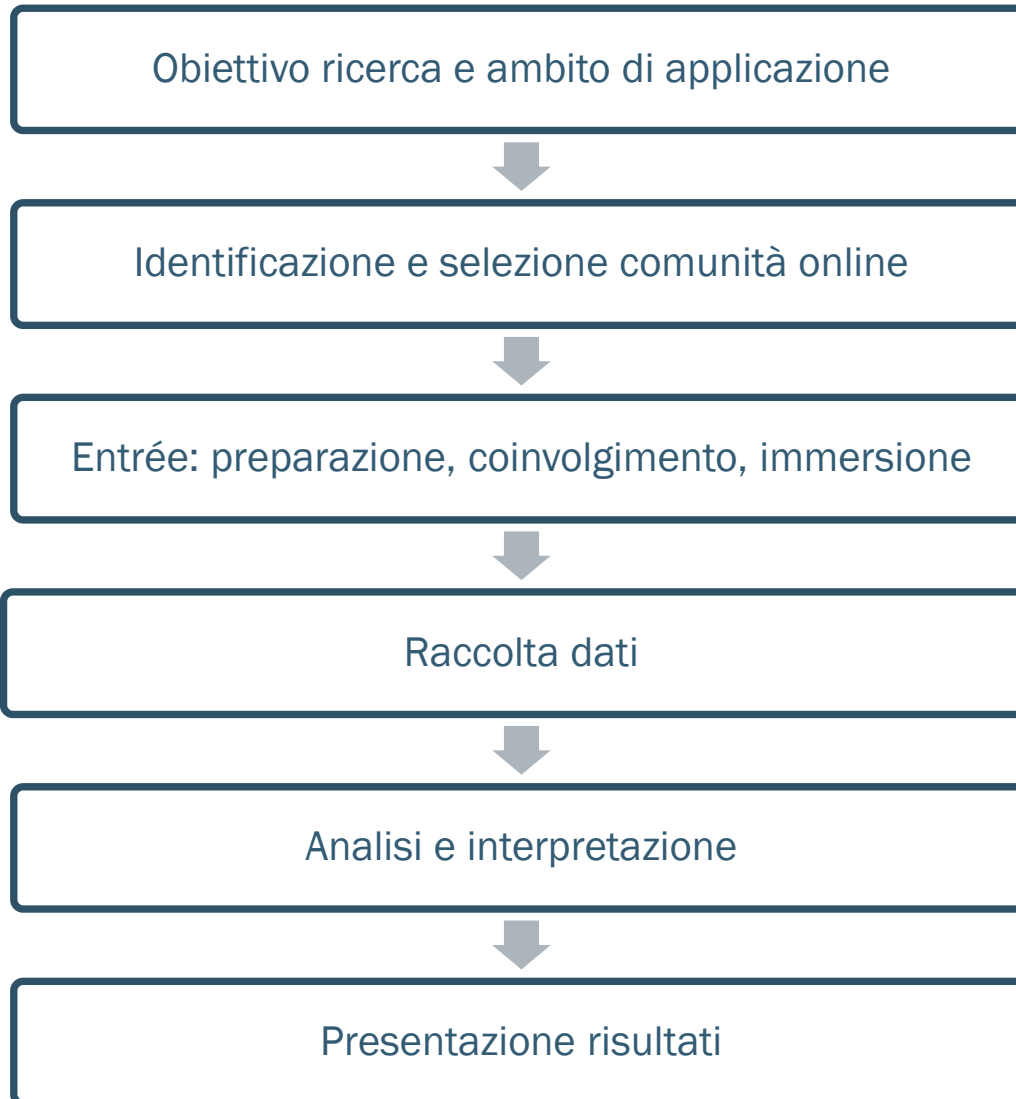 Obiettivo ricerca e ambito di applicazione
Identificazione e selezione comunità online
Entrée: preparazione, coinvolgimento, immersione
Raccolta dati
Analisi e interpretazione
Presentazione risultati